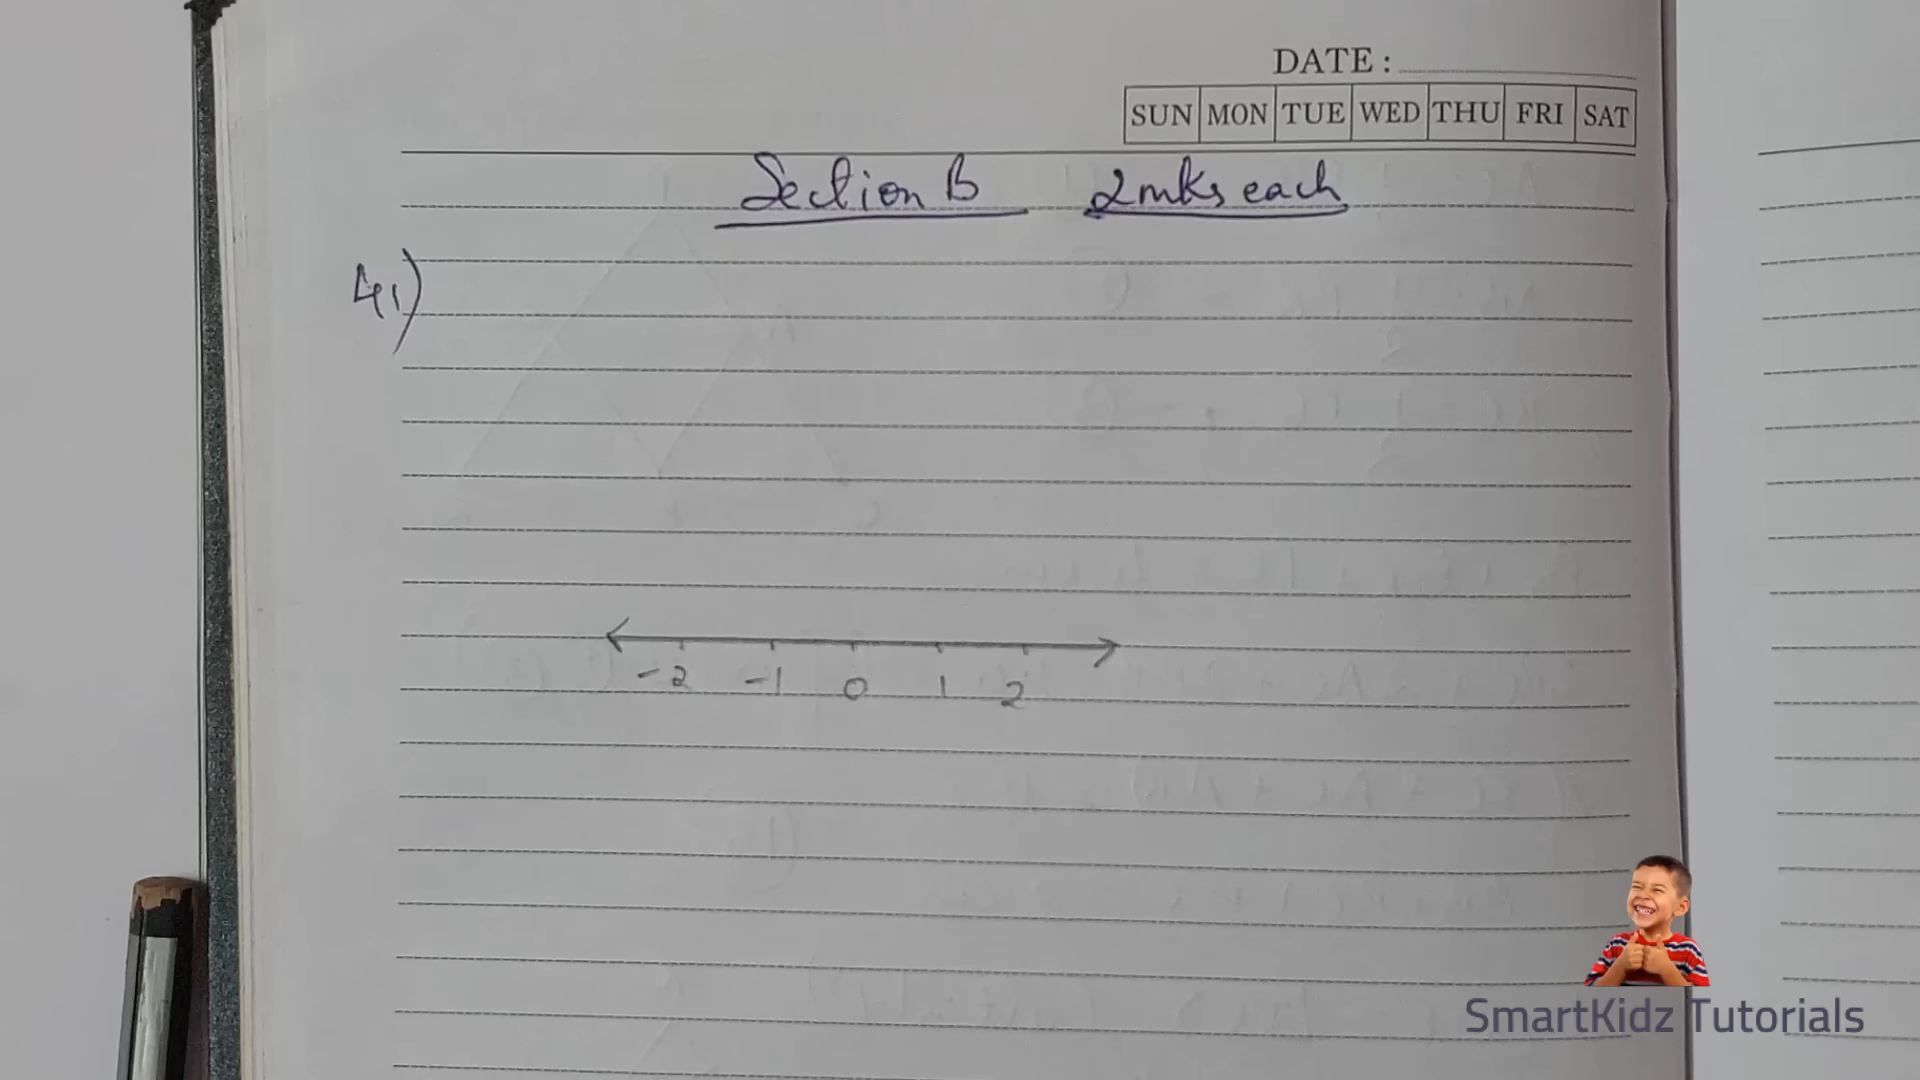 DATE :
SUN MON TUE WED THU FRI SAT
Section B 2mks each
41)
-2 -1 0 1 2
SmartKidz Tutorials